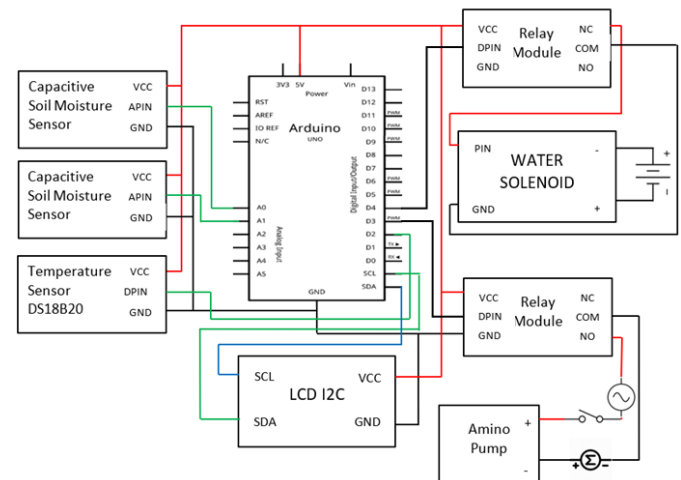 VCC
Relay
Module
NC
DPIN
COM
GND
NO
Capacitive
Soil Moisture
Sensor
VCC
APIN
GND
3V3
5V
Vin
Power
RST
AREF
IO REF
N/C
Arduino
UNO
D13
D12
PWM
D11
PWM
D10
PWM
D9
D8
D7
PWM
D6
PWM
D5
D4
PWM
D3
D2
TX
D1
RX
D0
SCL
SDA
Digital Input/Output
A0
A1
A2
A3
A4
A5
Analog Input
GND
PIN
WATER
SOLENOID
GND
-
+
+
-
Capacitive
Soil Moisture
Sensor
VCC
APIN
GND
Temperature
Sensor
DS18B20
VCC
DPIN
GND
VCC
Relay
Module
NC
DPIN
COM
GND
NO
SCL
LCD I2C
VCC
SDA
GND
Amino
Pump
+
-
+Σ-